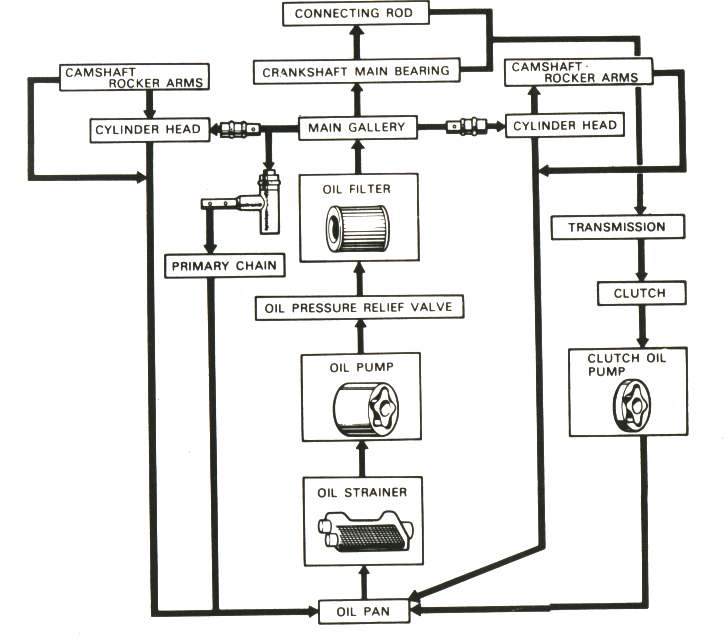 CONNECTING ROD
CAMSHAFT
ROCKER ARMS
CRANKSHAFT MAIN BEARING
CAMSHAFT
ROCKER ARMS
CYLINDER HEAD
MAIN GALLERY
CYLINDER HEAD
OIL FILTER
TRANSMISSION
PRIMARY CHAIN
CLUTCH
OIL PRESSURE RELIEF VALVE
OIL PUMP
CLUTCH OIL
PUMP
OIL STRAINER
OIL PAN